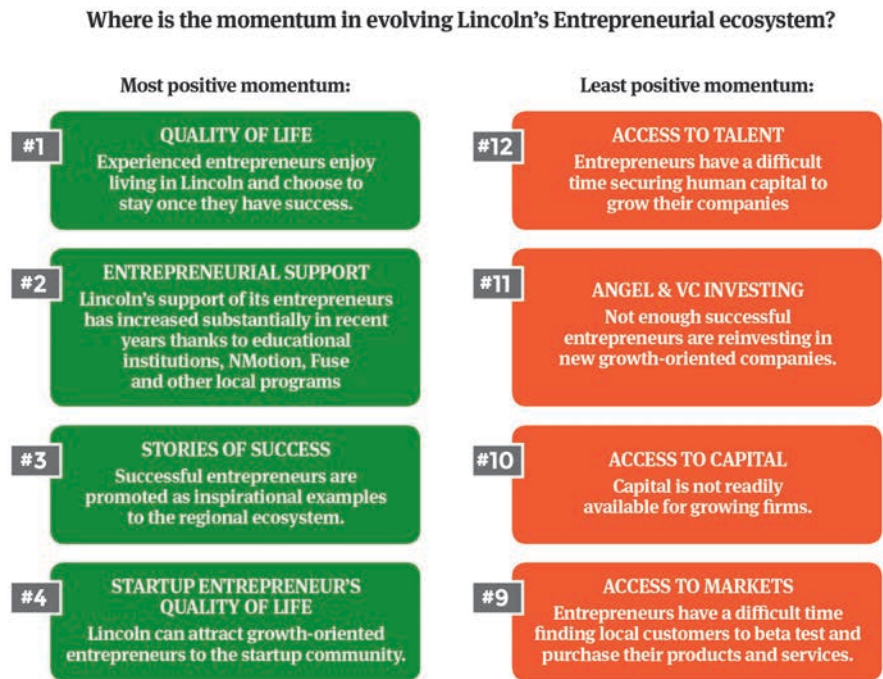 Where is the momentum in evolving Lincoln's Entrepreneurial ecosystem?
Most positive momentum:
#1
QUALITY OF LIFE
Experienced entrepreneurs enjoy
living in Lincoln and choose to
stay once they have success.
#2
ENTREPRENEURIAL SUPPORT
Lincoln's support of its entrepreneurs
has increased substantially in recent
years thanks to educational
institutions, NMotion, Fuse
and other local programs
#3
STORIES OF SUCCESS
Successful entrepreneurs are
promoted as inspirational examples
to the regional ecosystem.
#4
STARTUP ENTREPRENEUR'S
QUALITY OF LIFE
Lincoln can attract growth-oriented
entrepreneurs to the startup community.
Least positive momentum:
#12
ACCESS TO TALENT
Entrepreneurs have a difficult
time securing human capital to
grow their companies
#11
ANGEL & VC INVESTING
Not enough successful
entrepreneurs are reinvesting in
new growth-oriented companies.
#10
ACCESS TO CAPITAL
Capital is not readily
available for growing firms.
#9
ACCESS TO MARKETS
Entrepreneurs have a difficult time
finding local customers to beta test and
purchase their products and services.